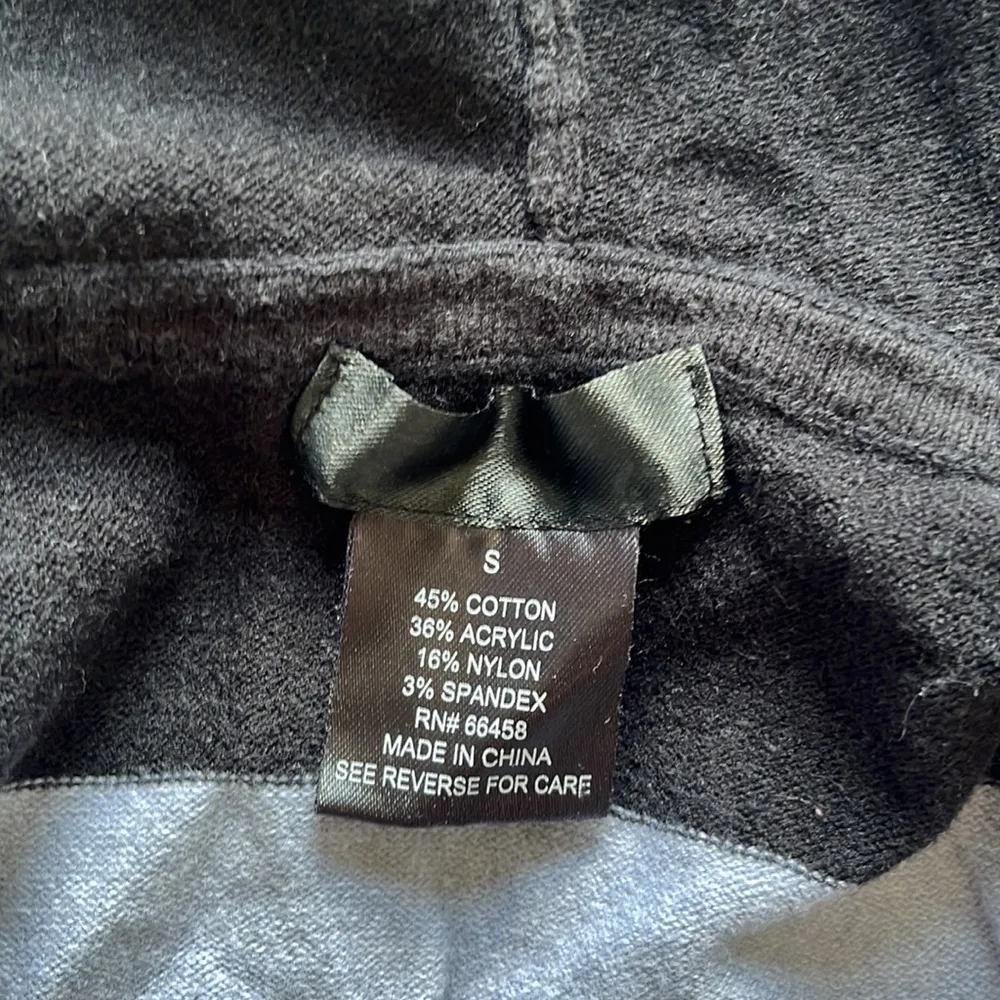 S
45% COTTON
36% ACRYLIC
16% NYLON
3% SPANDEX
RN# 66458
MADE IN CHINA
SEE REVERSE FOR CARE